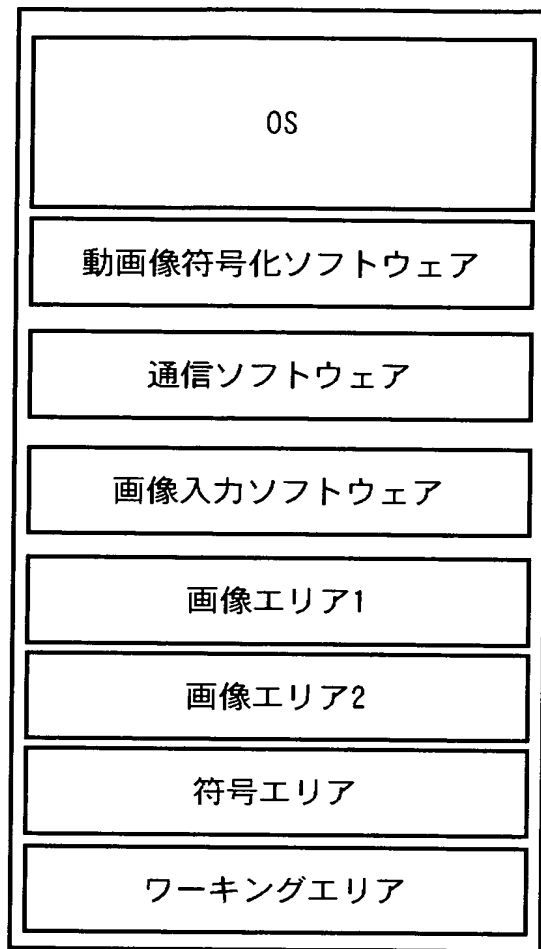 OS
動画像符号化ソフトウェア
通信ソフトウェア
画像入力ソフトウェア
画像エリア1
画像エリア2
符号エリア
ワーキングエリア